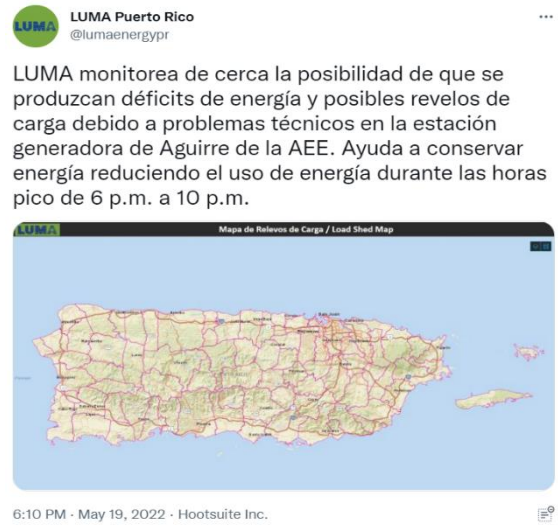 LUMA
LUMA Puerto Rico
@lumaenergypr
LUMA monitorea de cerca la posibilidad de que se
produzcan déficits de energía y posibles revelos de
carga debido a problemas técnicos en la estación
generadora de Aguirre de la AEE. Ayuda a conservar
energía reduciendo el uso de energía durante las horas
pico de 6 p.m. a 10 p.m.
LUMA
Mapa de Relevos de Carga / Load Shed Map
6:10 PM · May 19, 2022 · Hootsuite Inc.